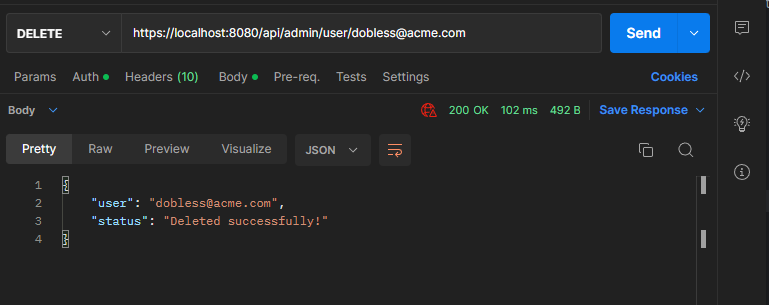 DELETE https://localhost:8080/api/admin/user/dobless@acme.com Send
Params Auth Headers (10) Body Pre-req. Tests Settings Cookies
Body 200 OK 102 ms 492 B Save Response
Pretty Raw Preview Visualize JSON
1 {
2 "user": "dobless@acme.com",
3 "status": "Deleted successfully!"
4 }